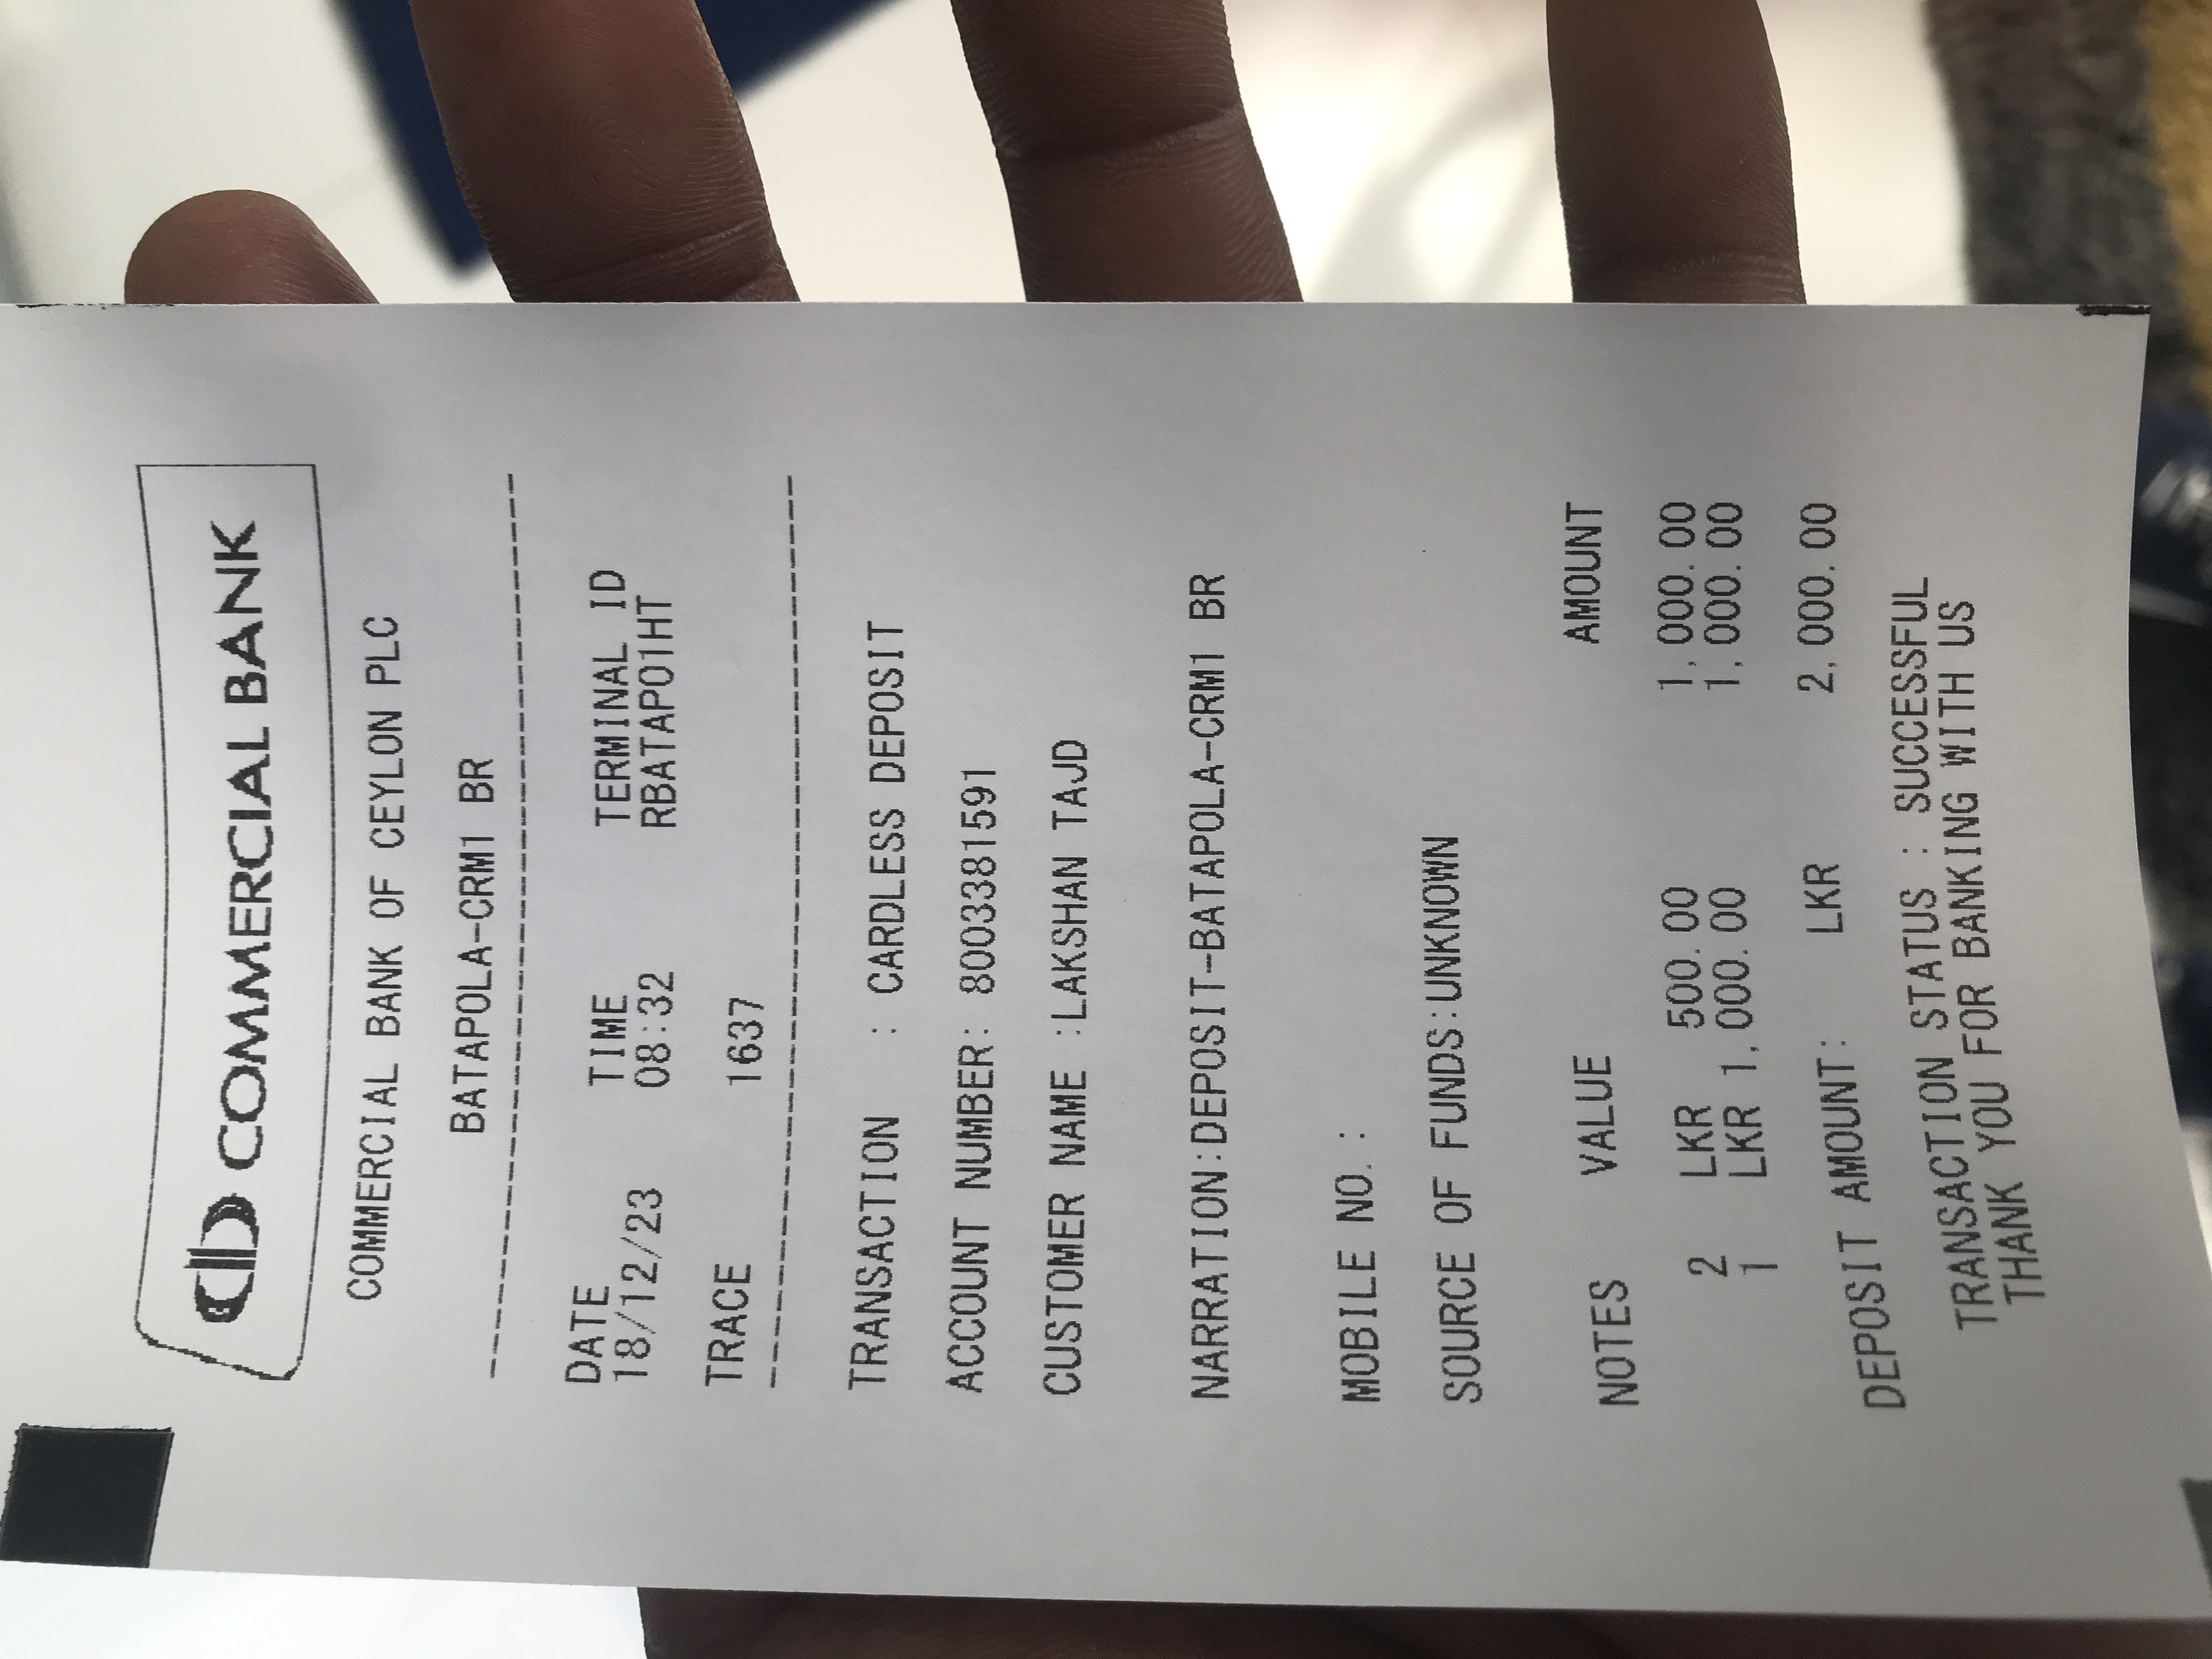 COMMERCIAL BANK
COMMERCIAL BANK OF CEYLON PLC
BATAPOLA-CRM1 BR
DATE TIME TERMINAL ID
18/12/23 08:32 RBATAP01HT
TRACE 1637
TRANSACTION : CARDLESS DEPOSIT
ACCOUNT NUMBER: 8003381591
CUSTOMER NAME :LAKSHAN TAJD
NARRATION:DEPOSIT-BATAPOLA-CRM1 BR
MOBILE NO. :
SOURCE OF FUNDS:UNKNOWN
NOTES VALUE AMOUNT
2 LKR 500.00 1,000.00
1 LKR 1,000.00 1,000.00
DEPOSIT AMOUNT: LKR 2,000.00
TRANSACTION STATUS : SUCCESSFUL
THANK YOU FOR BANKING WITH US